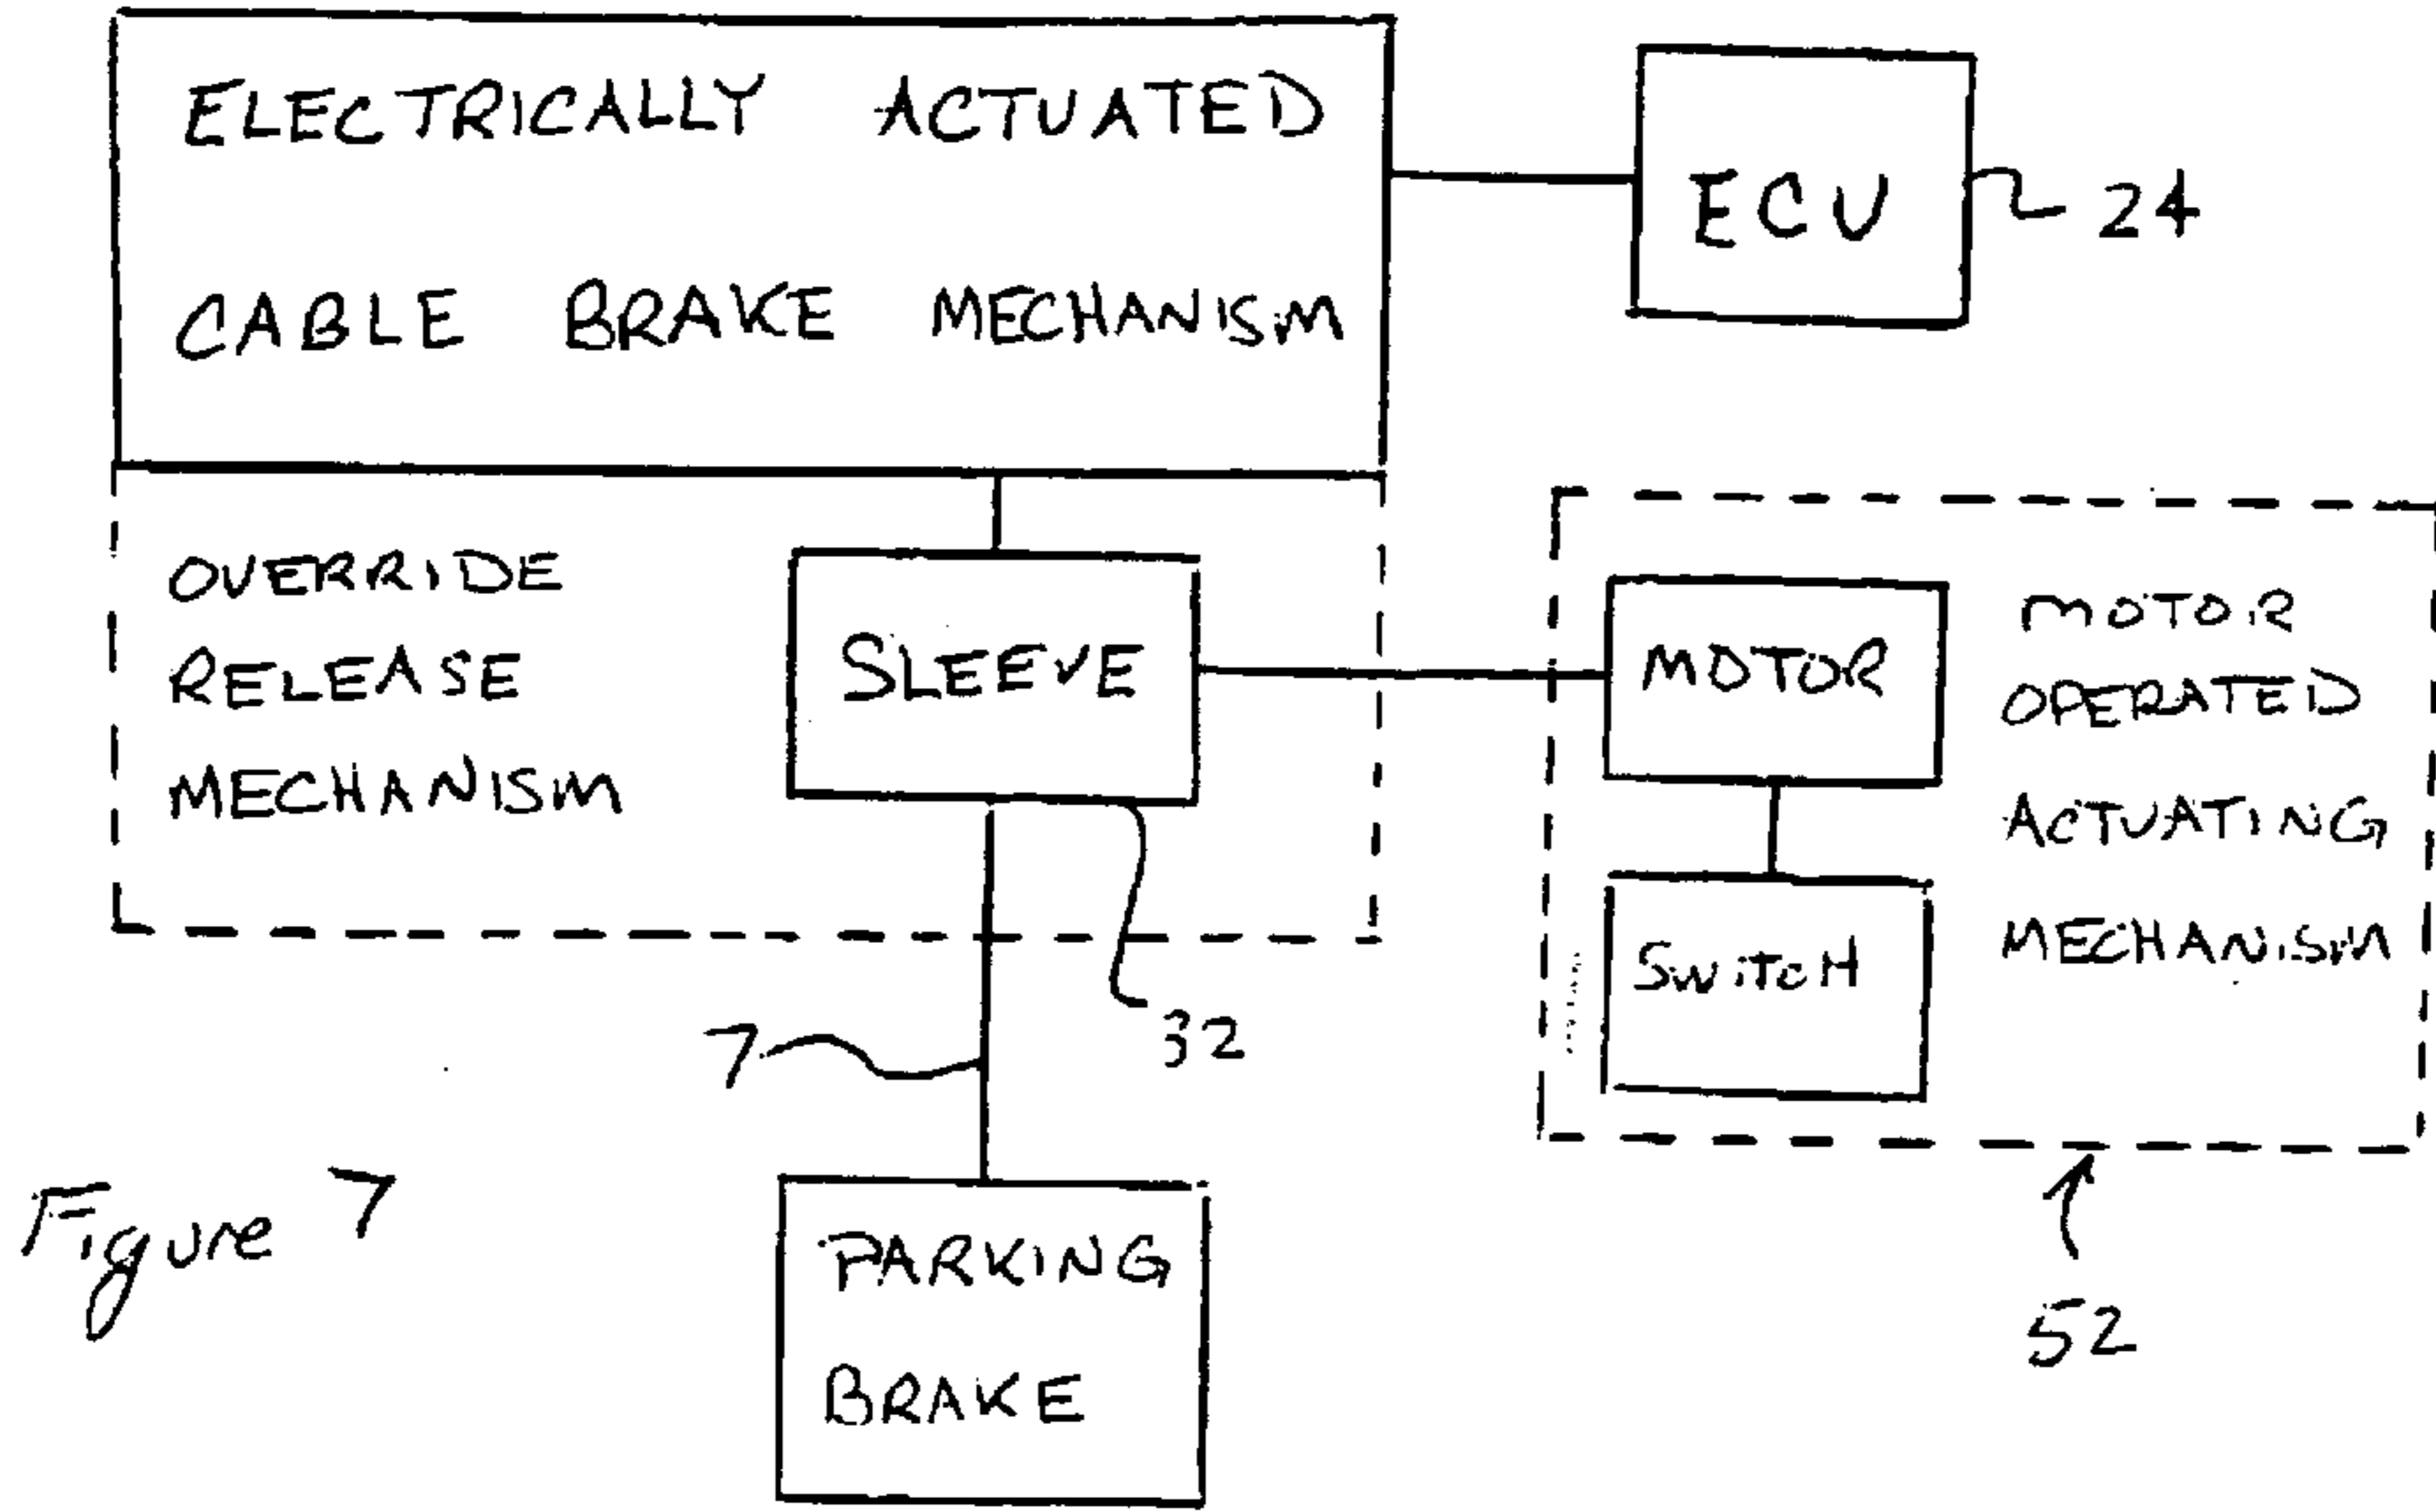 ELECTRICALLY ACTUATED
CABLE BRAKE MECHANISM
ECU
24
OVERRIDE
RELEASE
MECHANISM
SLEEVE
32
MOTOR
SwitcH
MOTOR
OPERATED
ACTUATING
MECHANISM
52
7
PARKING
BRAKE
Figure 7